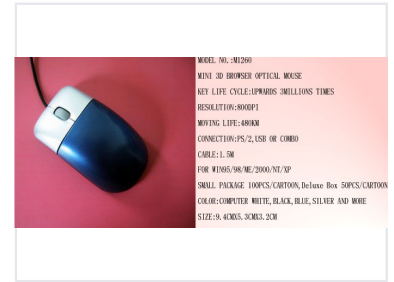 MODEL NO.:M1260
MINI 3D BROWSER OPTICAL MOUSE
KEY LIFE CYCLE:UPWARDS 3MILLIONS TIMES
RESOLUTION:800DPI
MOVING LIFE:480KM
CONNECTION:PS/2,USB OR COMBO
CABLE:1.5M
FOR WIN95/98/ME/2000/NT/XP
SMALL PACKAGE 100PCS/CARTOON,Deluxe Box 50PCS/CARTOON
COLOR:COMPUTER WHITE,BLACK,BLUE,SILVER AND MORE
SIZE:9.4CMX5.3CMX3.2CM